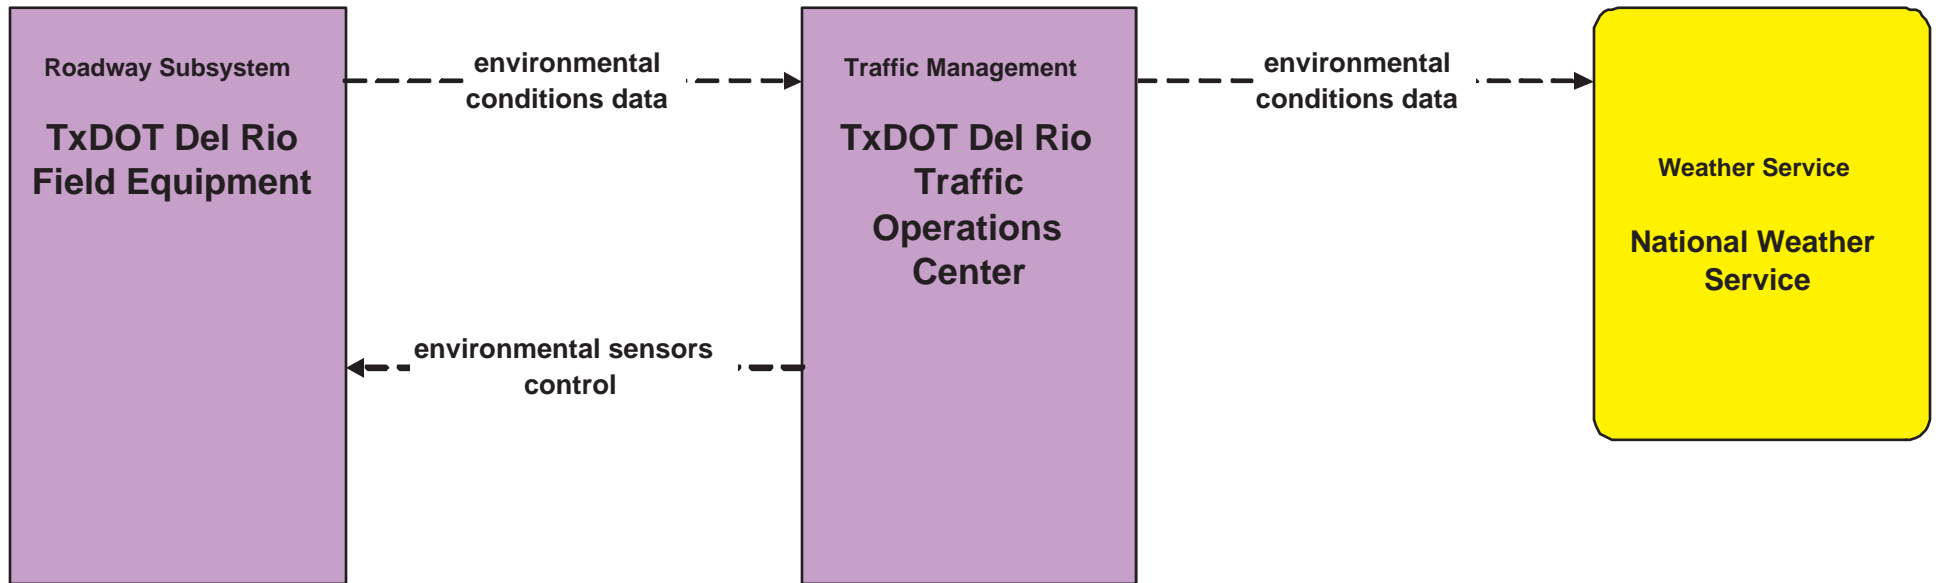 Roadway Subsystem
TxDOT Del Rio
Field Equipment
environmental
conditions data
Traffic Management
TxDOT Del Rio
Traffic
Operations
Center
environmental
conditions data
Weather Service
National Weather
Service
environmental sensors
control